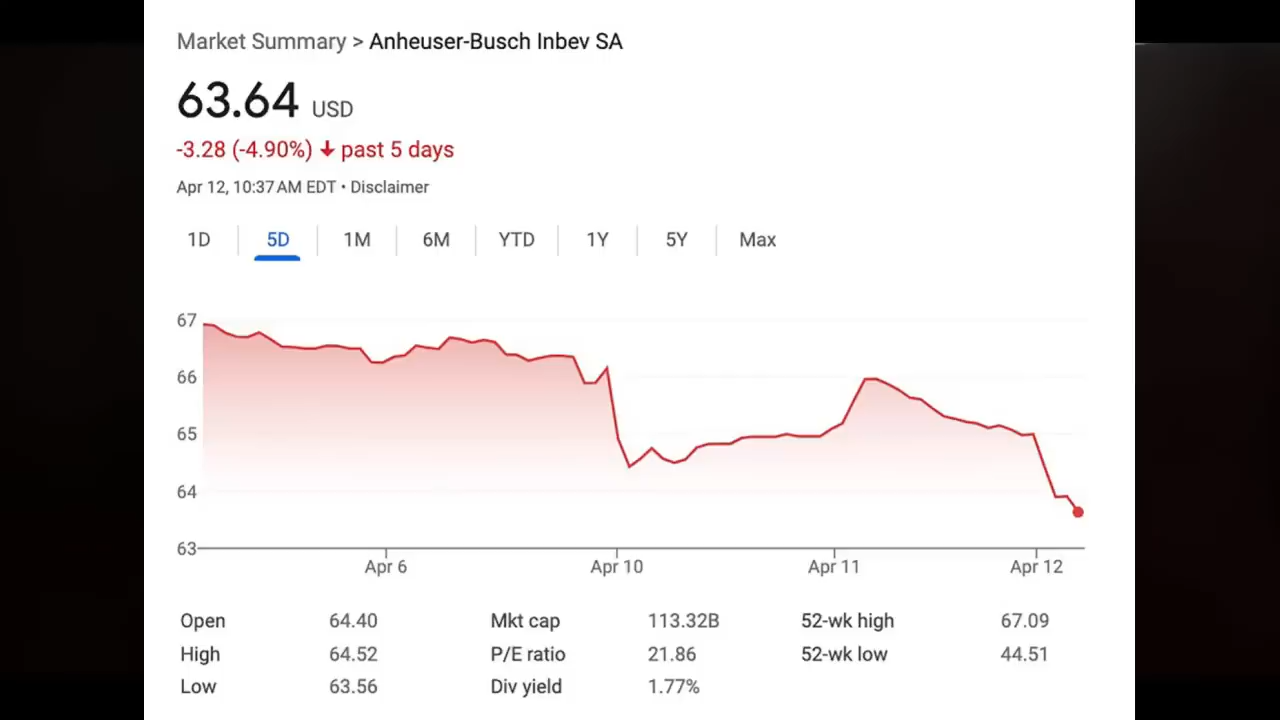 Market Summary > Anheuser-Busch Inbev SA
63.64 USD
-3.28 (-4.90%) ↓ past 5 days
Apr 12, 10:37 AM EDT • Disclaimer
1D 5D 1M 6M YTD 1Y 5Y Max
67
66
65
64
63
Apr 6 Apr 10 Apr 11 Apr 12
Open 64.40 Mkt cap 113.32B 52-wk high 67.09
High 64.52 P/E ratio 21.86 52-wk low 44.51
Low 63.56 Div yield 1.77%